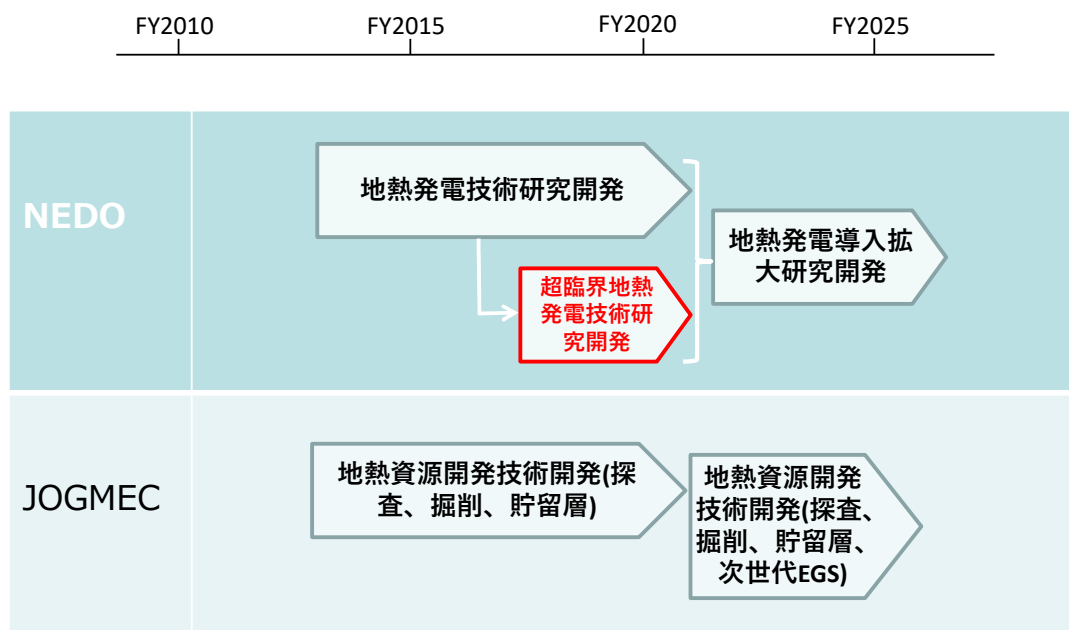 FY2010
FY2015
FY2020
FY2025
NEDO
地熱発電技術研究開発
超臨界地熱
発電技術研
究開発
地熱発電導入拡
大研究開発
JOGMEC
地熱資源開発技術開発(探
査、掘削、貯留層)
地熱資源開発
技術開発(探査、
掘削、貯留層、
次世代EGS)